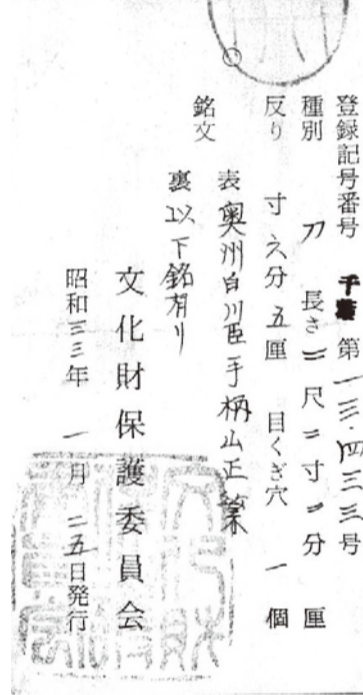 登録記号番号 千葉 第一三・四三三号
種別 刀 長さ 二尺二寸 分 厘
反り 寸六分五厘 目くぎ穴 一個
銘文 表 奥州白川臣手柄山正繁
裏 以下銘有リ
文化財保護委員会
昭和三三年 一月 二五日発行